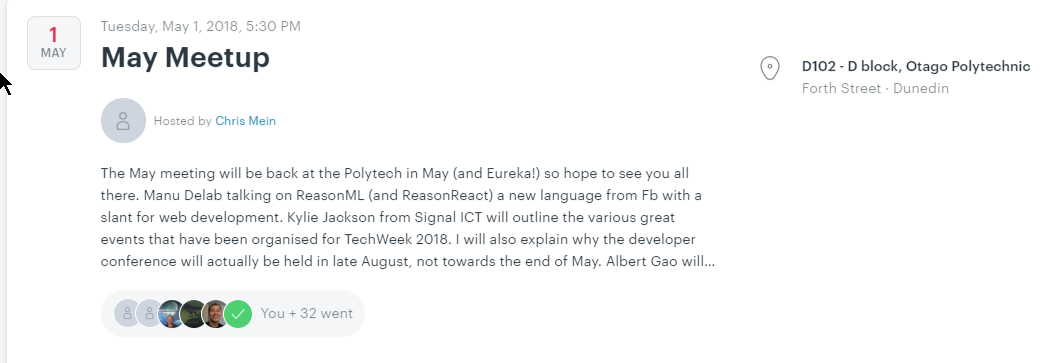 1
MAY
Tuesday, May 1, 2018, 5:30 PM
May Meetup
Hosted by Chris Mein
The May meeting will be back at the Polytech in May (and Eureka!) so hope to see you all
there. Manu Delab talking on ReasonML (and ReasonReact) a new language from Fb with a
slant for web development. Kylie Jackson from Signal ICT will outline the various great
events that have been organised for TechWeek 2018. I will also explain why the developer
conference will actually be held in late August, not towards the end of May. Albert Gao will...
You + 32 went
D102 - D block, Otago Polytechnic
Forth Street · Dunedin